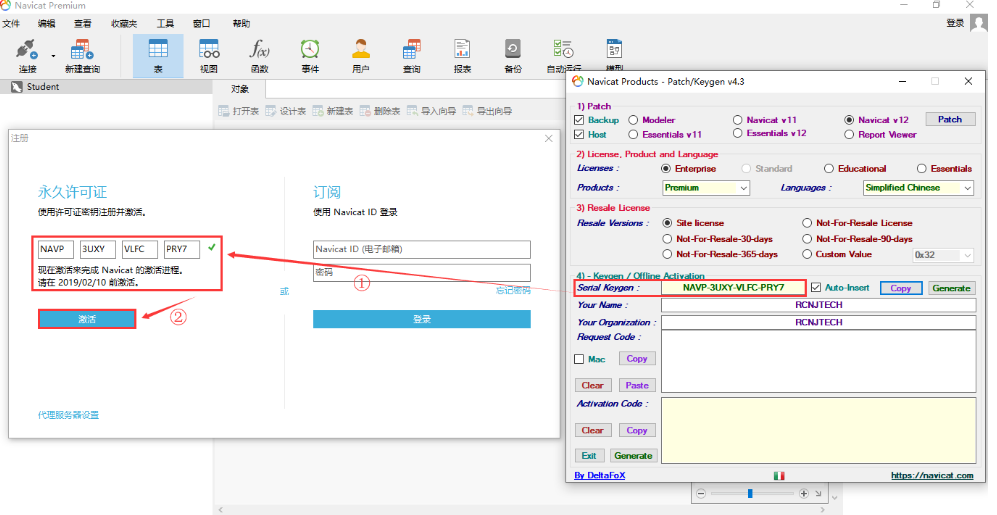 Navicat Premium
文件 编辑 查看 收藏夹 工具 窗口 帮助 登录
连接 新建查询 表 视图 函数 事件 用户 查询 报表 备份 自动运行 模型
f(x)
Student 对象
打开表 设计表 新建表 删除表 导入向导 导出向导
注册
永久许可证
使用许可证密钥注册并激活。
NAVP 3UXY VLFC PRY7
现在激活来完成 Navicat 的激活进程。
请在 2019/02/10 前激活。
激活
②
代理服务器设置
或
订阅
使用 Navicat ID 登录
Navicat ID (电子邮箱)
密码
①
忘记密码
登录
Navicat Products - Patch/Keygen v4.3
1) Patch
Backup Modeler Navicat v11 Navicat v12 Patch
Host Essentials v11 Essentials v12 Report Viewer
2) License, Product and Language
Licenses : Enterprise Standard Educational Essentials
Products : Premium Languages : Simplified Chinese
3) Resale License
Resale Versions : Site license Not-For-Resale License
Not-For-Resale-30-days Not-For-Resale-90-days
Not-For-Resale-365-days Custom Value 0x32
4) - Keygen / Offline Activation
Serial Keygen : NAVP-3UXY-VLFC-PRY7 Auto-Insert Copy Generate
Your Name : RCNJTECH
Your Organization : RCNJTECH
Request Code :
Mac Copy
Clear Paste
Activation Code :
Clear Copy
Exit Generate
By DeltaFoX https://navicat.com